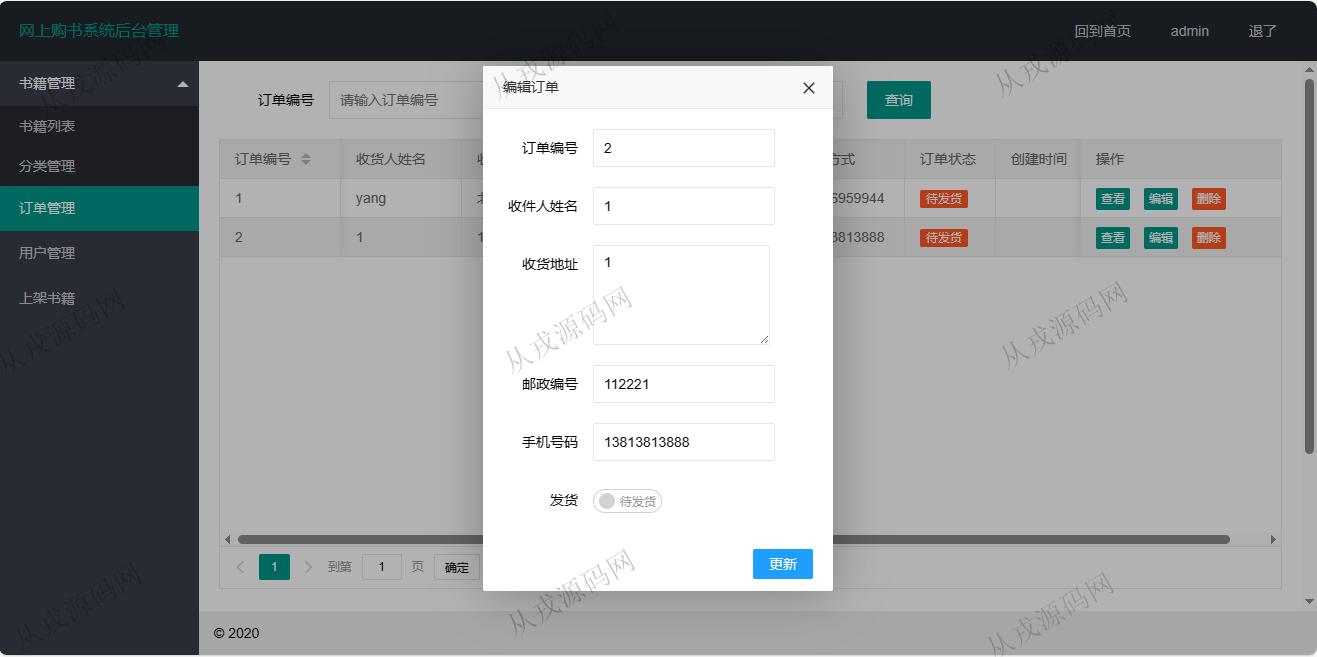 网上购书系统后台管理
回到首页 admin 退了
书籍管理
书籍列表
分类管理
订单管理
用户管理
上架书籍
订单编号 请输入订单编号 查询
订单编号 收货人姓名 方式 订单状态 创建时间 操作
1 yang 6959944 待发货 查看 编辑 删除
2 1 1 3813888 待发货 查看 编辑 删除
1 到第 1 页 确定
© 2020
编辑订单
订单编号 2
收件人姓名 1
收货地址 1
邮政编号 112221
手机号码 13813813888
发货 待发货
更新
从戎源码网
从戎源码网
从戎源码网
从戎源码网
从戎源码网
从戎源码网
从戎源码网
从戎源码网
从戎源码网